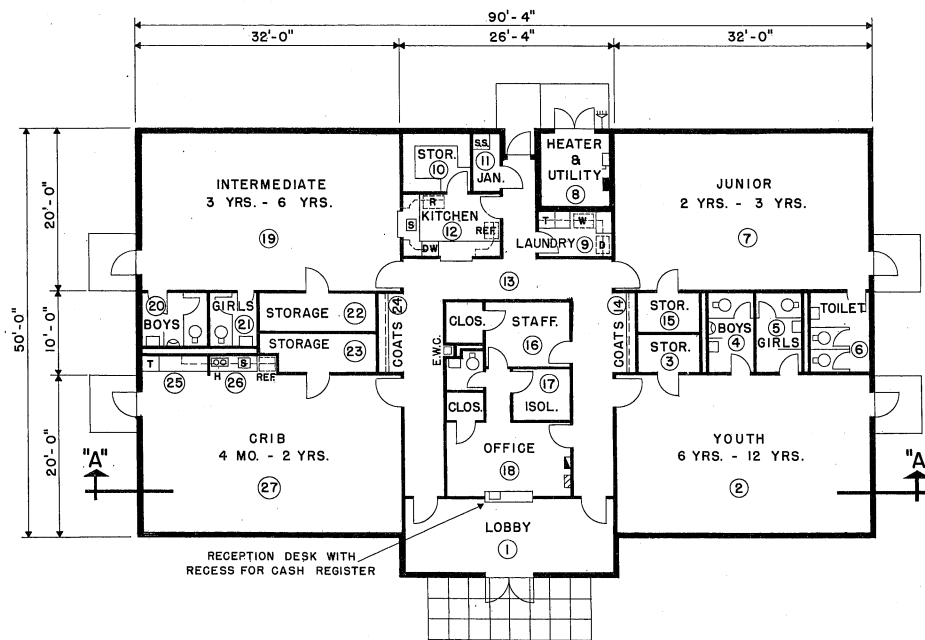 90'-4"
32'-0"
26'-4"
32'-0"
50'-0"
20'-0"
10'-0"
20'-0"
INTERMEDIATE
3 YRS. - 6 YRS.
19
STOR.
10
S.S.
11
JAN.
HEATER
&
UTILITY
8
JUNIOR
2 YRS. - 3 YRS.
7
R
KITCHEN
S
12
REF.
DW
T
W
LAUNDRY
9
D
13
20
BOYS
GIRLS
21
STORAGE
22
STORAGE
23
COATS 24
E.W.C.
CLOS.
STAFF.
16
COATS 14
STOR.
15
STOR.
3
BOYS
4
5
GIRLS
TOILET
6
T
25
H
26
S
REF.
17
ISOL.
CLOS.
OFFICE
18
CRIB
4 MO. - 2 YRS.
27
YOUTH
6 YRS. - 12 YRS.
2
"A"
"A"
LOBBY
1
RECEPTION DESK WITH
RECESS FOR CASH REGISTER